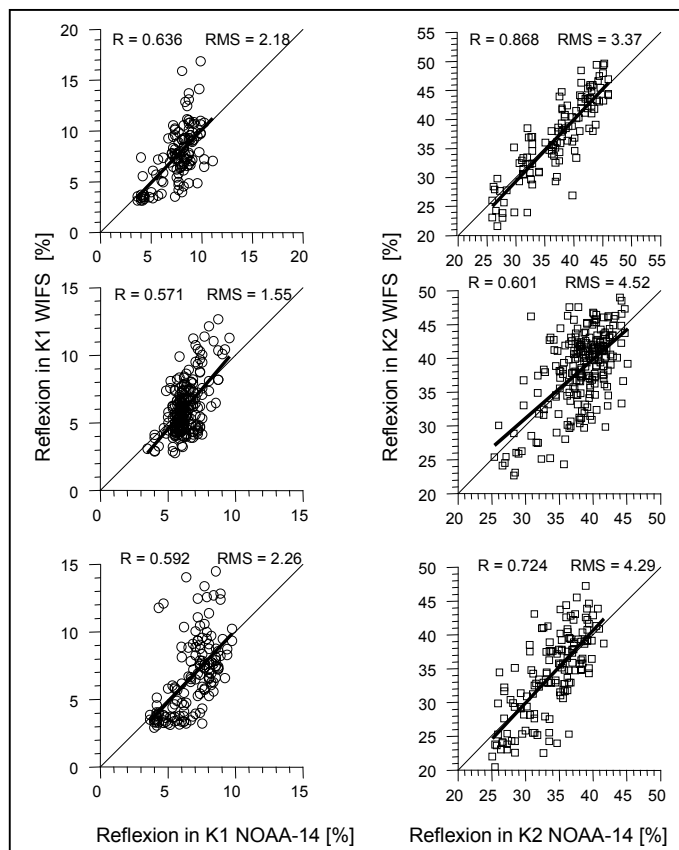 R = 0.636 RMS = 2.18
20
15
10
5
0
0 5 10 15 20
Reflexion in K1 WIFS [%]
R = 0.868 RMS = 3.37
55
50
45
40
35
30
25
20
20 25 30 35 40 45 50 55
Reflexion in K2 WIFS [%]
R = 0.571 RMS = 1.55
15
10
5
0
0 5 10 15
R = 0.601 RMS = 4.52
50
45
40
35
30
25
20
20 25 30 35 40 45 50
R = 0.592 RMS = 2.26
15
10
5
0
0 5 10 15
Reflexion in K1 NOAA-14 [%]
R = 0.724 RMS = 4.29
50
45
40
35
30
25
20
20 25 30 35 40 45 50
Reflexion in K2 NOAA-14 [%]